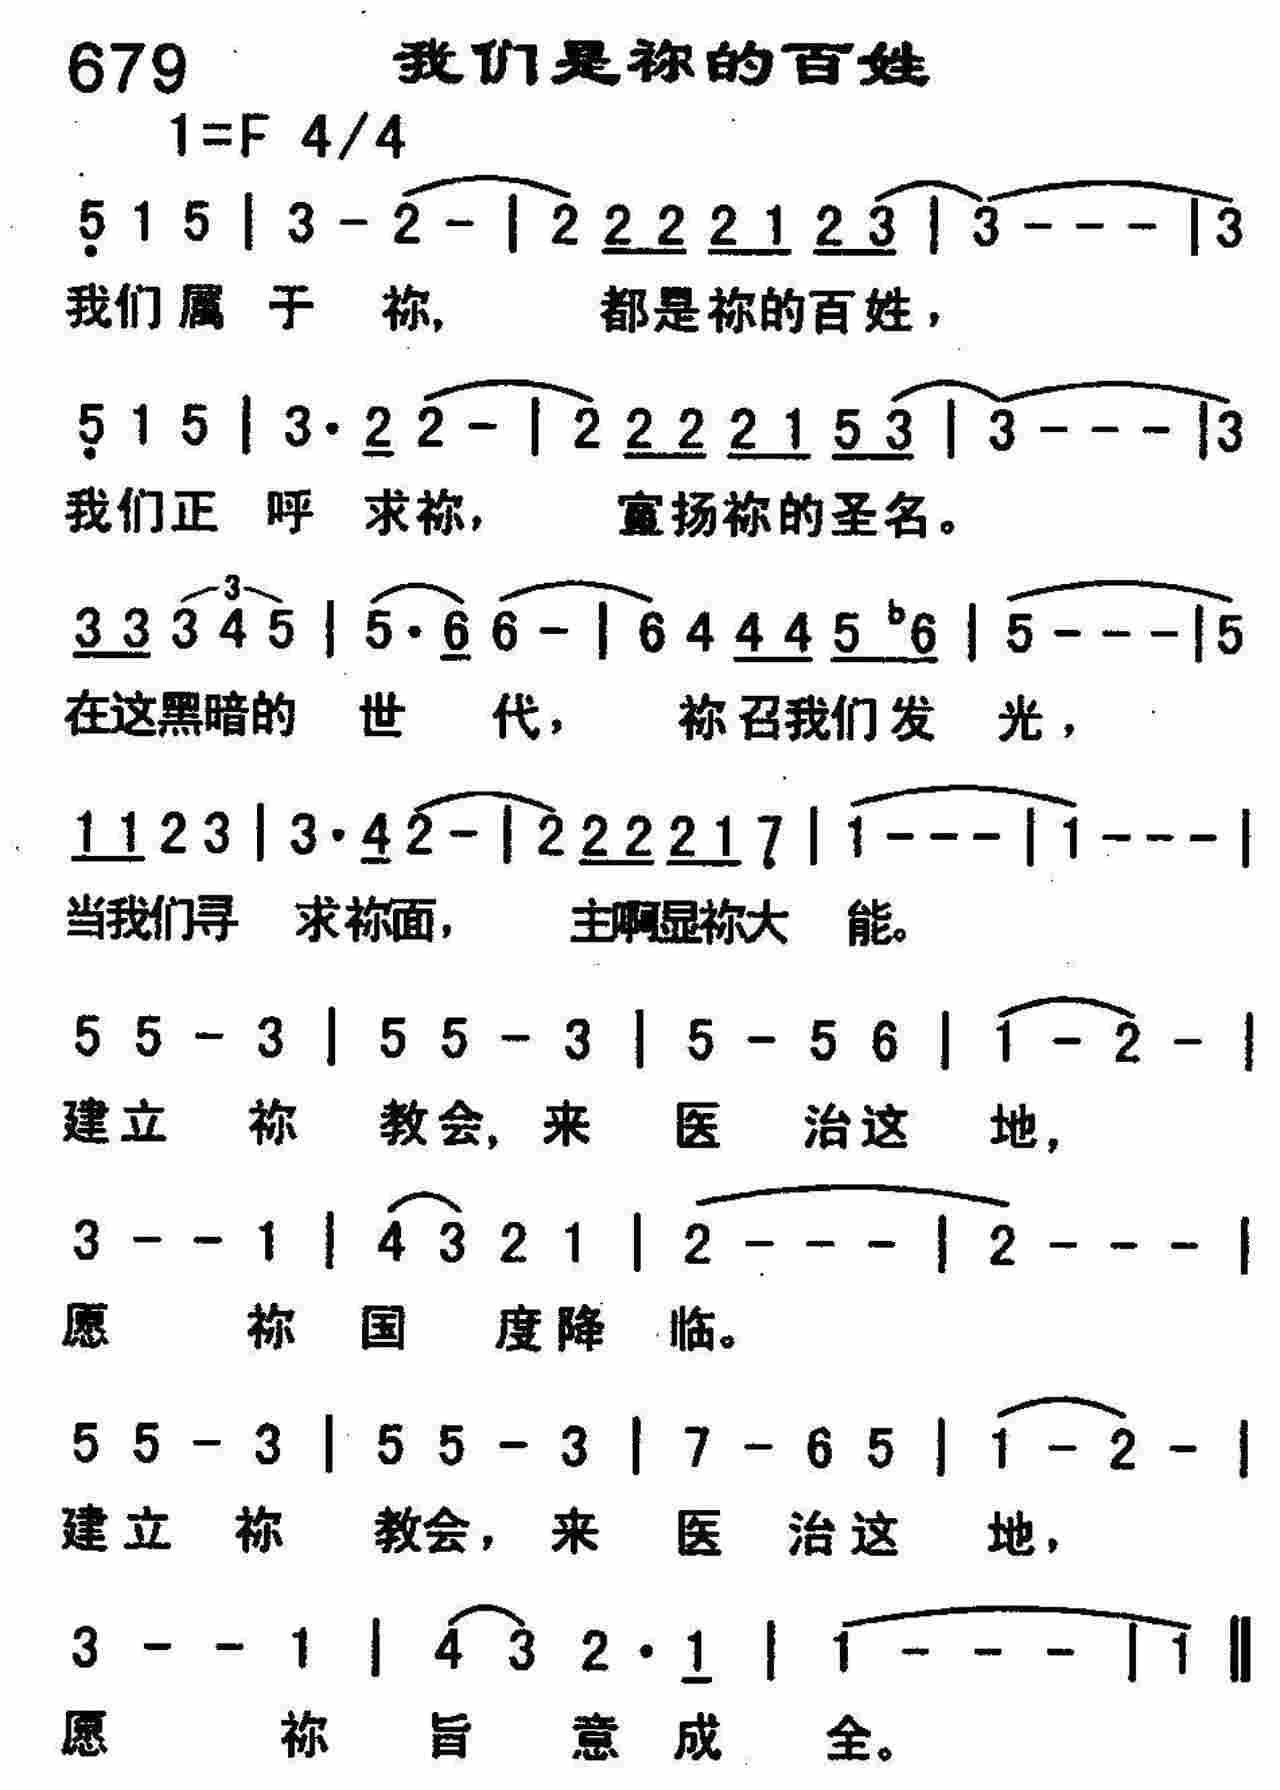 679 我们是祢的百姓
1=F 4/4
5̣ 1 5 | 3 - 2 - | 2 2 2 2 1 2 3 | 3 - - - | 3
我们属于祢, 都是祢的百姓,
5̣ 1 5 | 3· 2 2 - | 2 2 2 2 1 5 3 | 3 - - - | 3
我们正呼求祢, 宣扬祢的圣名。
3
3 3 3 4 5 | 5· 6 6 - | 6 4 4 4 5 ᵇ6 | 5 - - - | 5
在这黑暗的世代, 祢召我们发光,
1 1 2 3 | 3· 4 2 - | 2 2 2 2 1 7̣ | 1 - - - | 1 - - - |
当我们寻求祢面, 主啊显祢大能。
5 5 - 3 | 5 5 - 3 | 5 - 5 6 | 1 - 2 - |
建立祢教会, 来医治这地,
3 - - 1 | 4 3 2 1 | 2 - - - | 2 - - - |
愿祢国度降临。
5 5 - 3 | 5 5 - 3 | 7 - 6 5 | 1 - 2 - |
建立祢教会, 来医治这地,
3 - - 1 | 4 3 2· 1 | 1 - - - | 1 ‖
愿祢旨意成全。